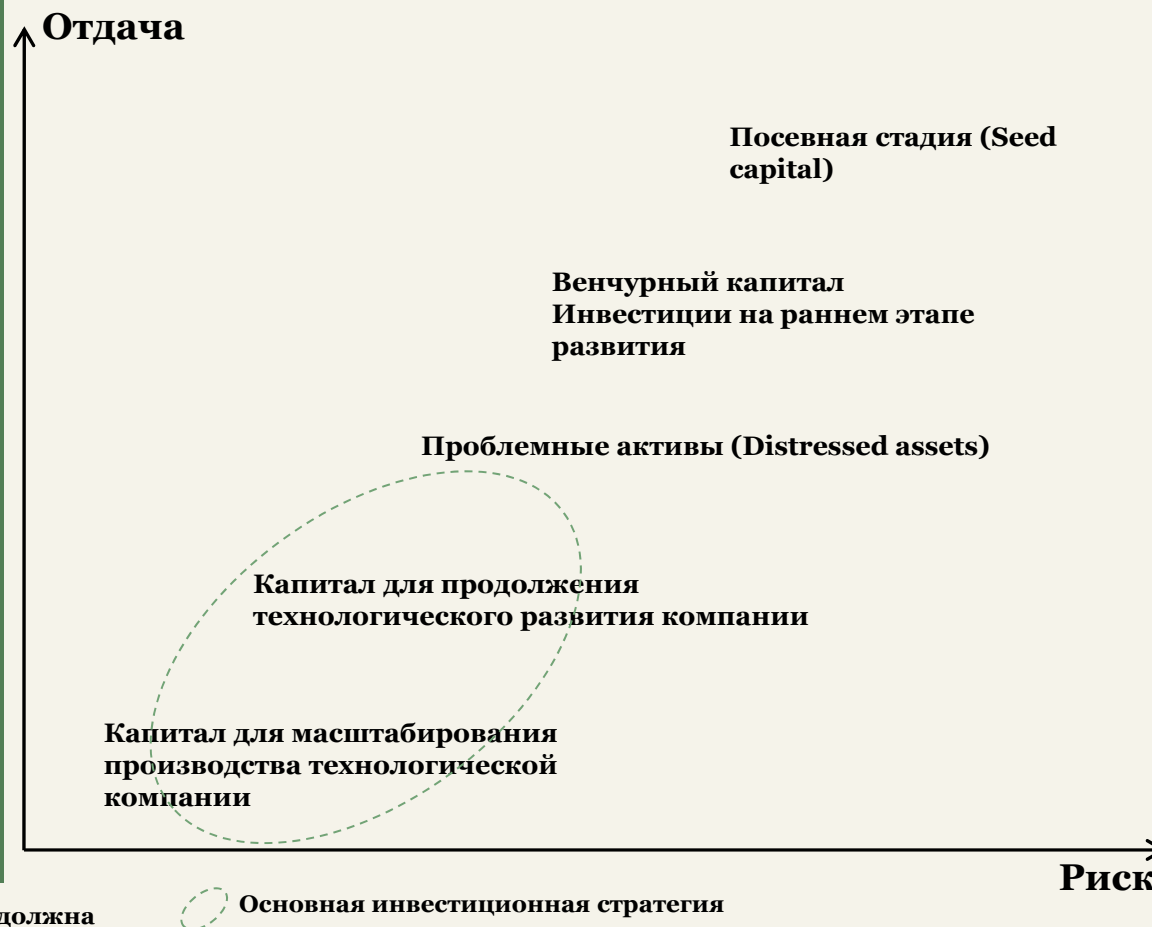 Отдача
Посевная стадия (Seed
capital)
Венчурный капитал
Инвестиции на раннем этапе
развития
Проблемные активы (Distressed assets)
Капитал для продолжения
технологического развития компании
Капитал для масштабирования
производства технологической
компании
Риск
Основная инвестиционная стратегия
должна